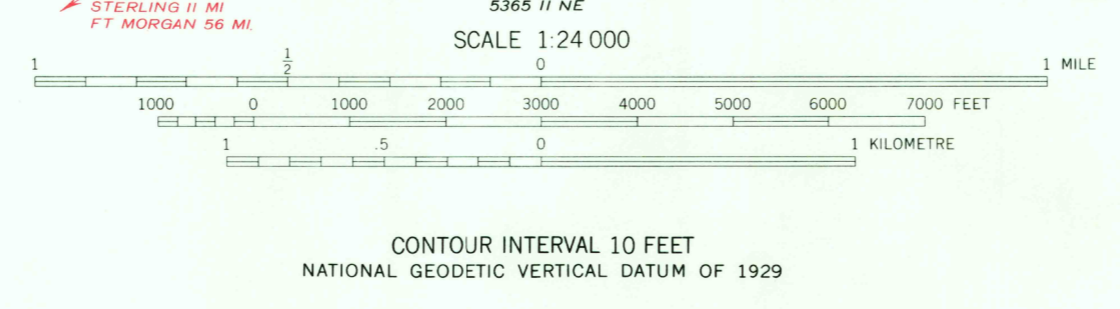 STERLING 11 MI
FT MORGAN 56 MI.
5365 II NE
SCALE 1:24 000
1 1/2 0 1 MILE
1000 0 1000 2000 3000 4000 5000 6000 7000 FEET
1 .5 0 1 KILOMETRE
CONTOUR INTERVAL 10 FEET
NATIONAL GEODETIC VERTICAL DATUM OF 1929